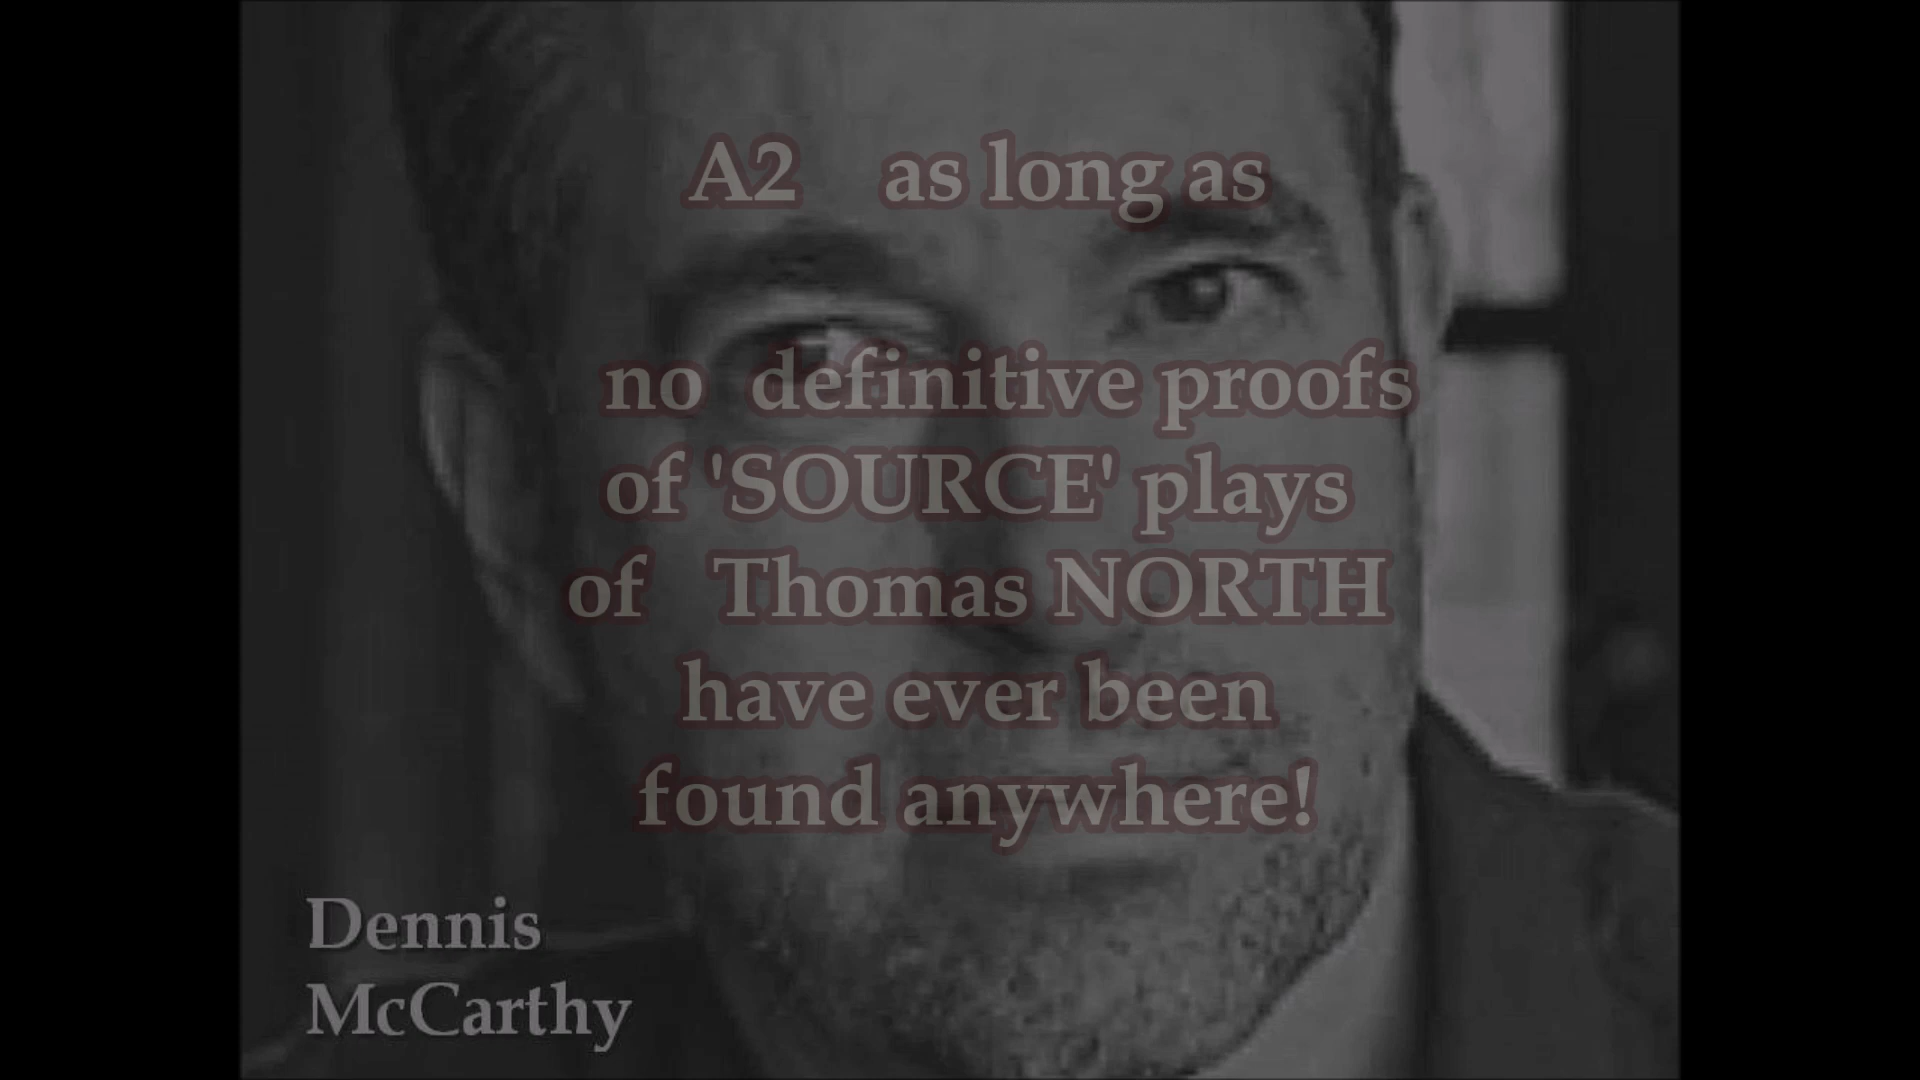 A2 as long as
no definitive proofs
of 'SOURCE' plays
of Thomas NORTH
have ever been
found anywhere!
Dennis
McCarthy